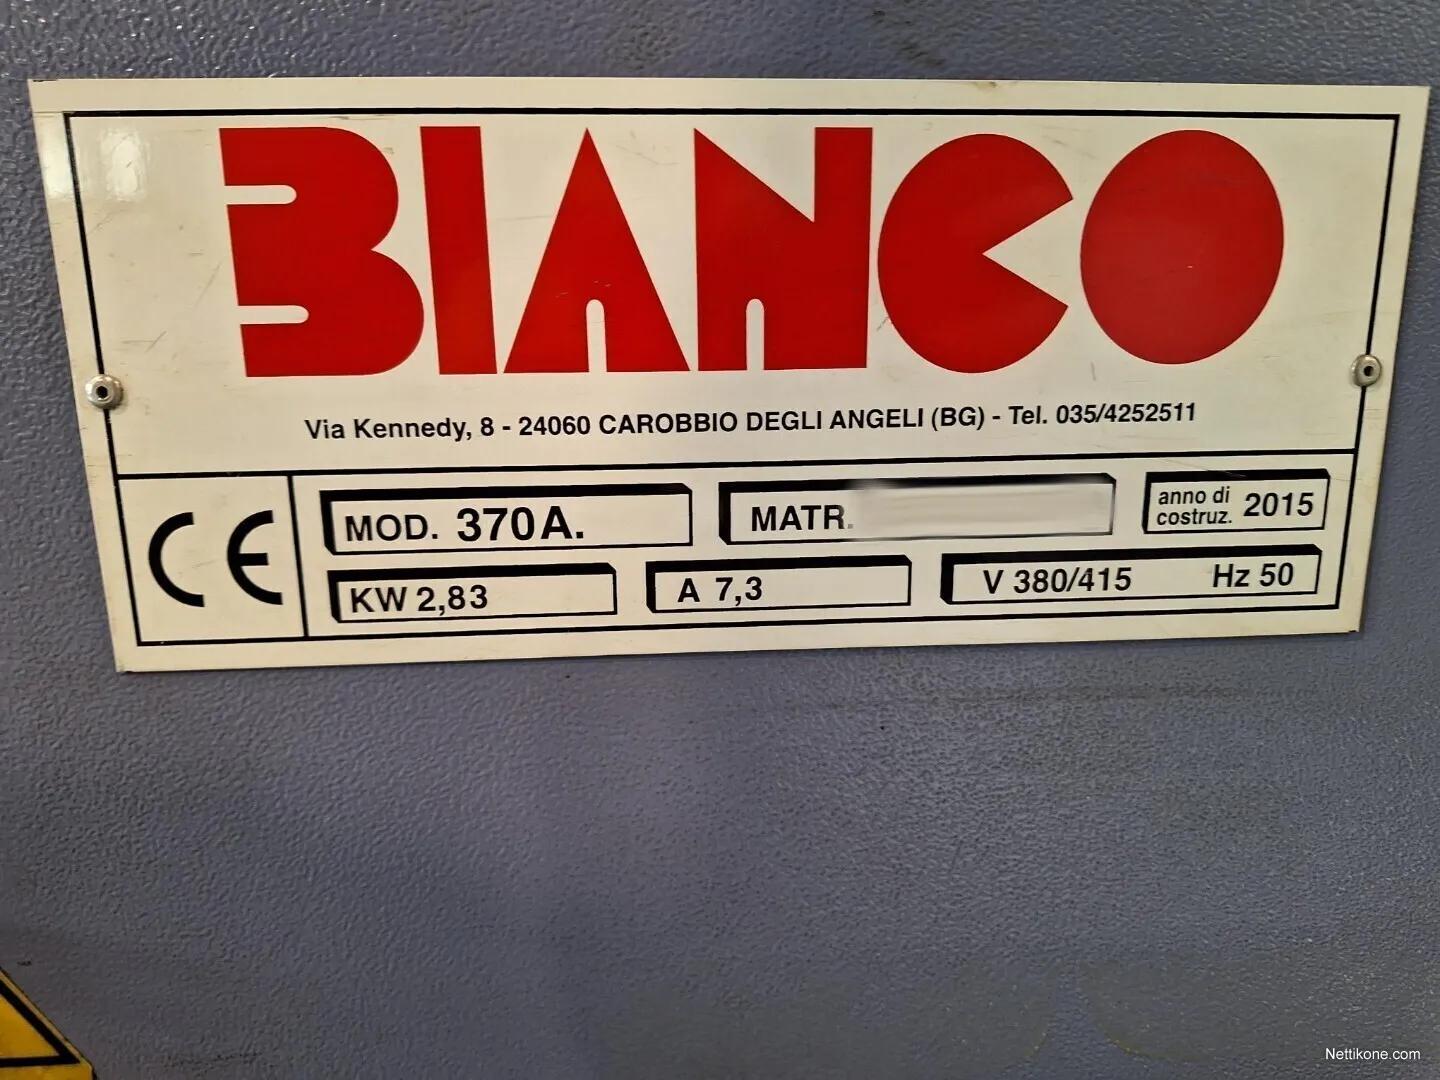 BIANCO
Via Kennedy, 8 - 24060 CAROBBIO DEGLI ANGELI (BG) - Tel. 035/4252511
CE
MOD. 370A.
MATR.
anno di
costruz. 2015
KW 2,83
A 7,3
V 380/415 Hz 50
Nettikone.com